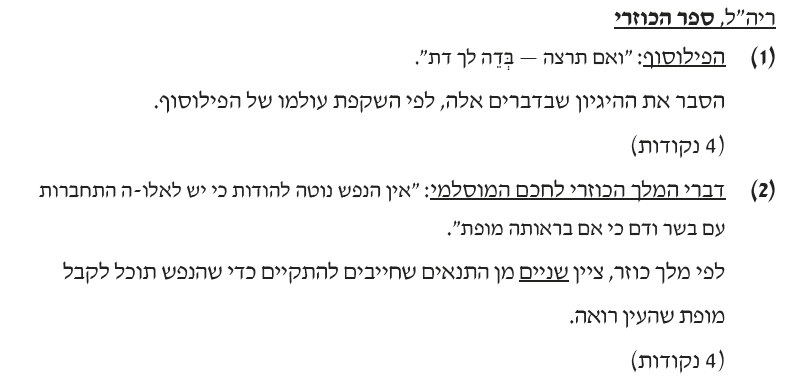 ריה"ל, ספר הכוזרי
(1) הפילוסוף: "ואם תרצה — בְּדֵה לך דת".
הסבר את ההיגיון שבדברים אלה, לפי השקפת עולמו של הפילוסוף.
(4 נקודות)
(2) דברי המלך הכוזרי לחכם המוסלמי: "אין הנפש נוטה להודות כי יש לאלו-ה התחברות
עם בשר ודם כי אם בראותה מופת".
לפי מלך כוזר, ציין שניים מן התנאים שחייבים להתקיים כדי שהנפש תוכל לקבל
מופת שהעין רואה.
(4 נקודות)